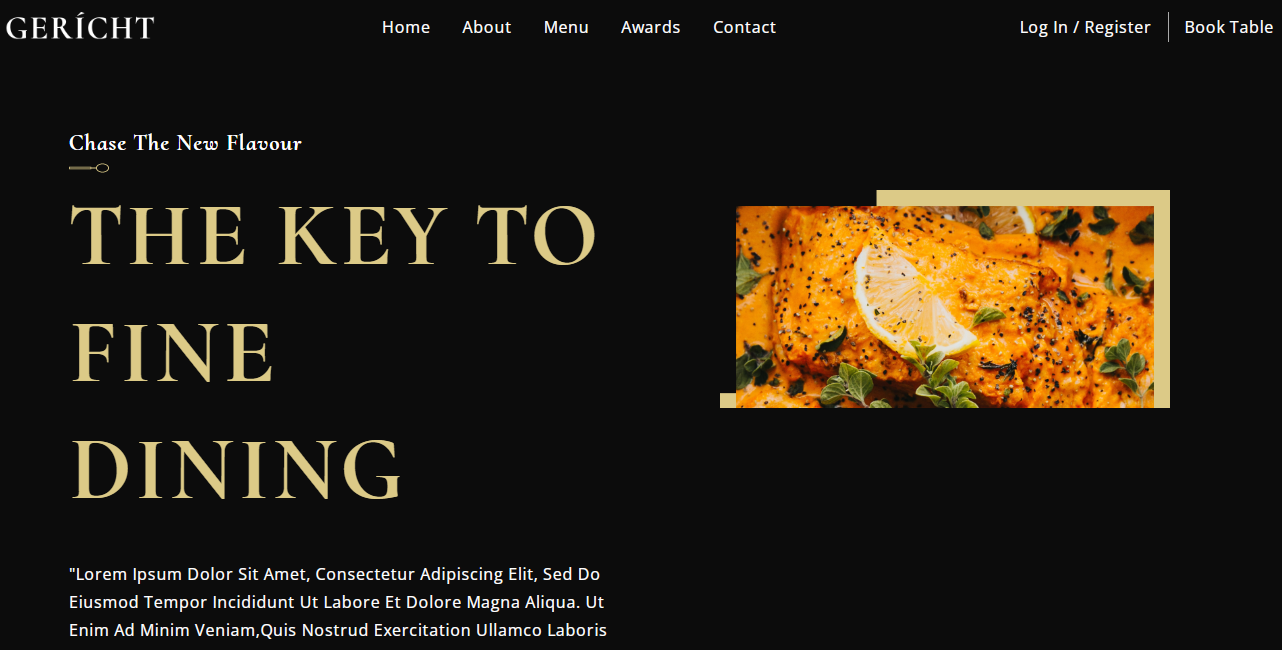 GERÍCHT
Home About Menu Awards Contact
Log In / Register Book Table
Chase The New Flavour
THE KEY TO
FINE
DINING
"Lorem Ipsum Dolor Sit Amet, Consectetur Adipiscing Elit, Sed Do
Eiusmod Tempor Incididunt Ut Labore Et Dolore Magna Aliqua. Ut
Enim Ad Minim Veniam,Quis Nostrud Exercitation Ullamco Laboris